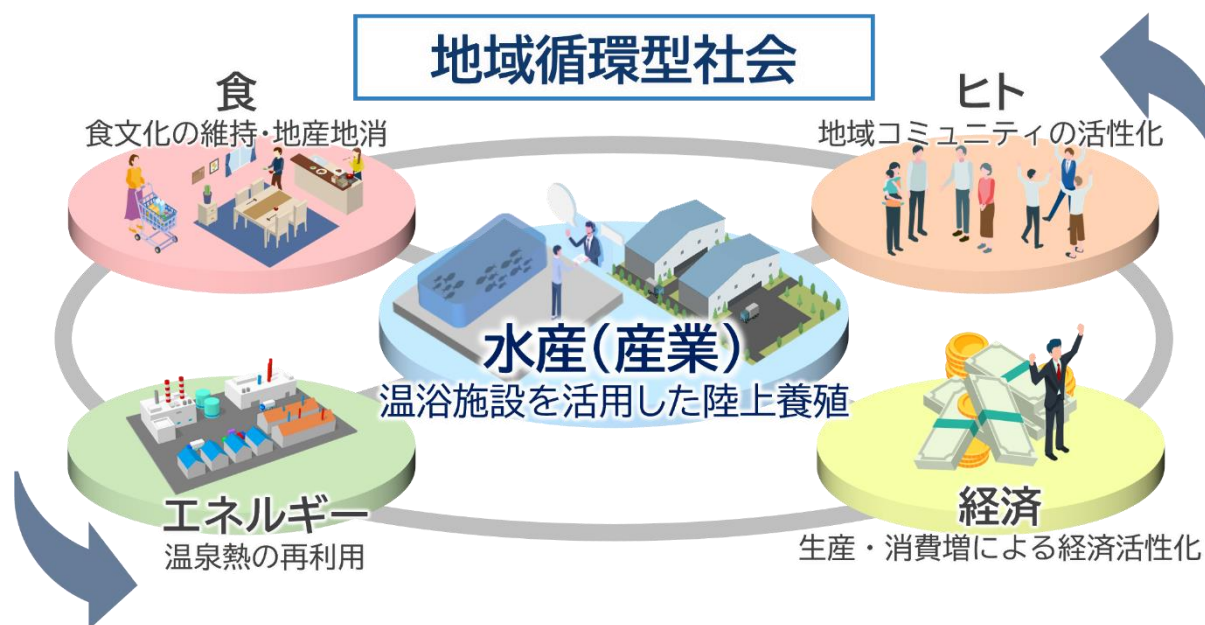 地域循環型社会
食
食文化の維持・地産地消
ヒト
地域コミュニティの活性化
水産(産業)
温浴施設を活用した陸上養殖
エネルギー
温泉熱の再利用
経済
生産・消費増による経済活性化